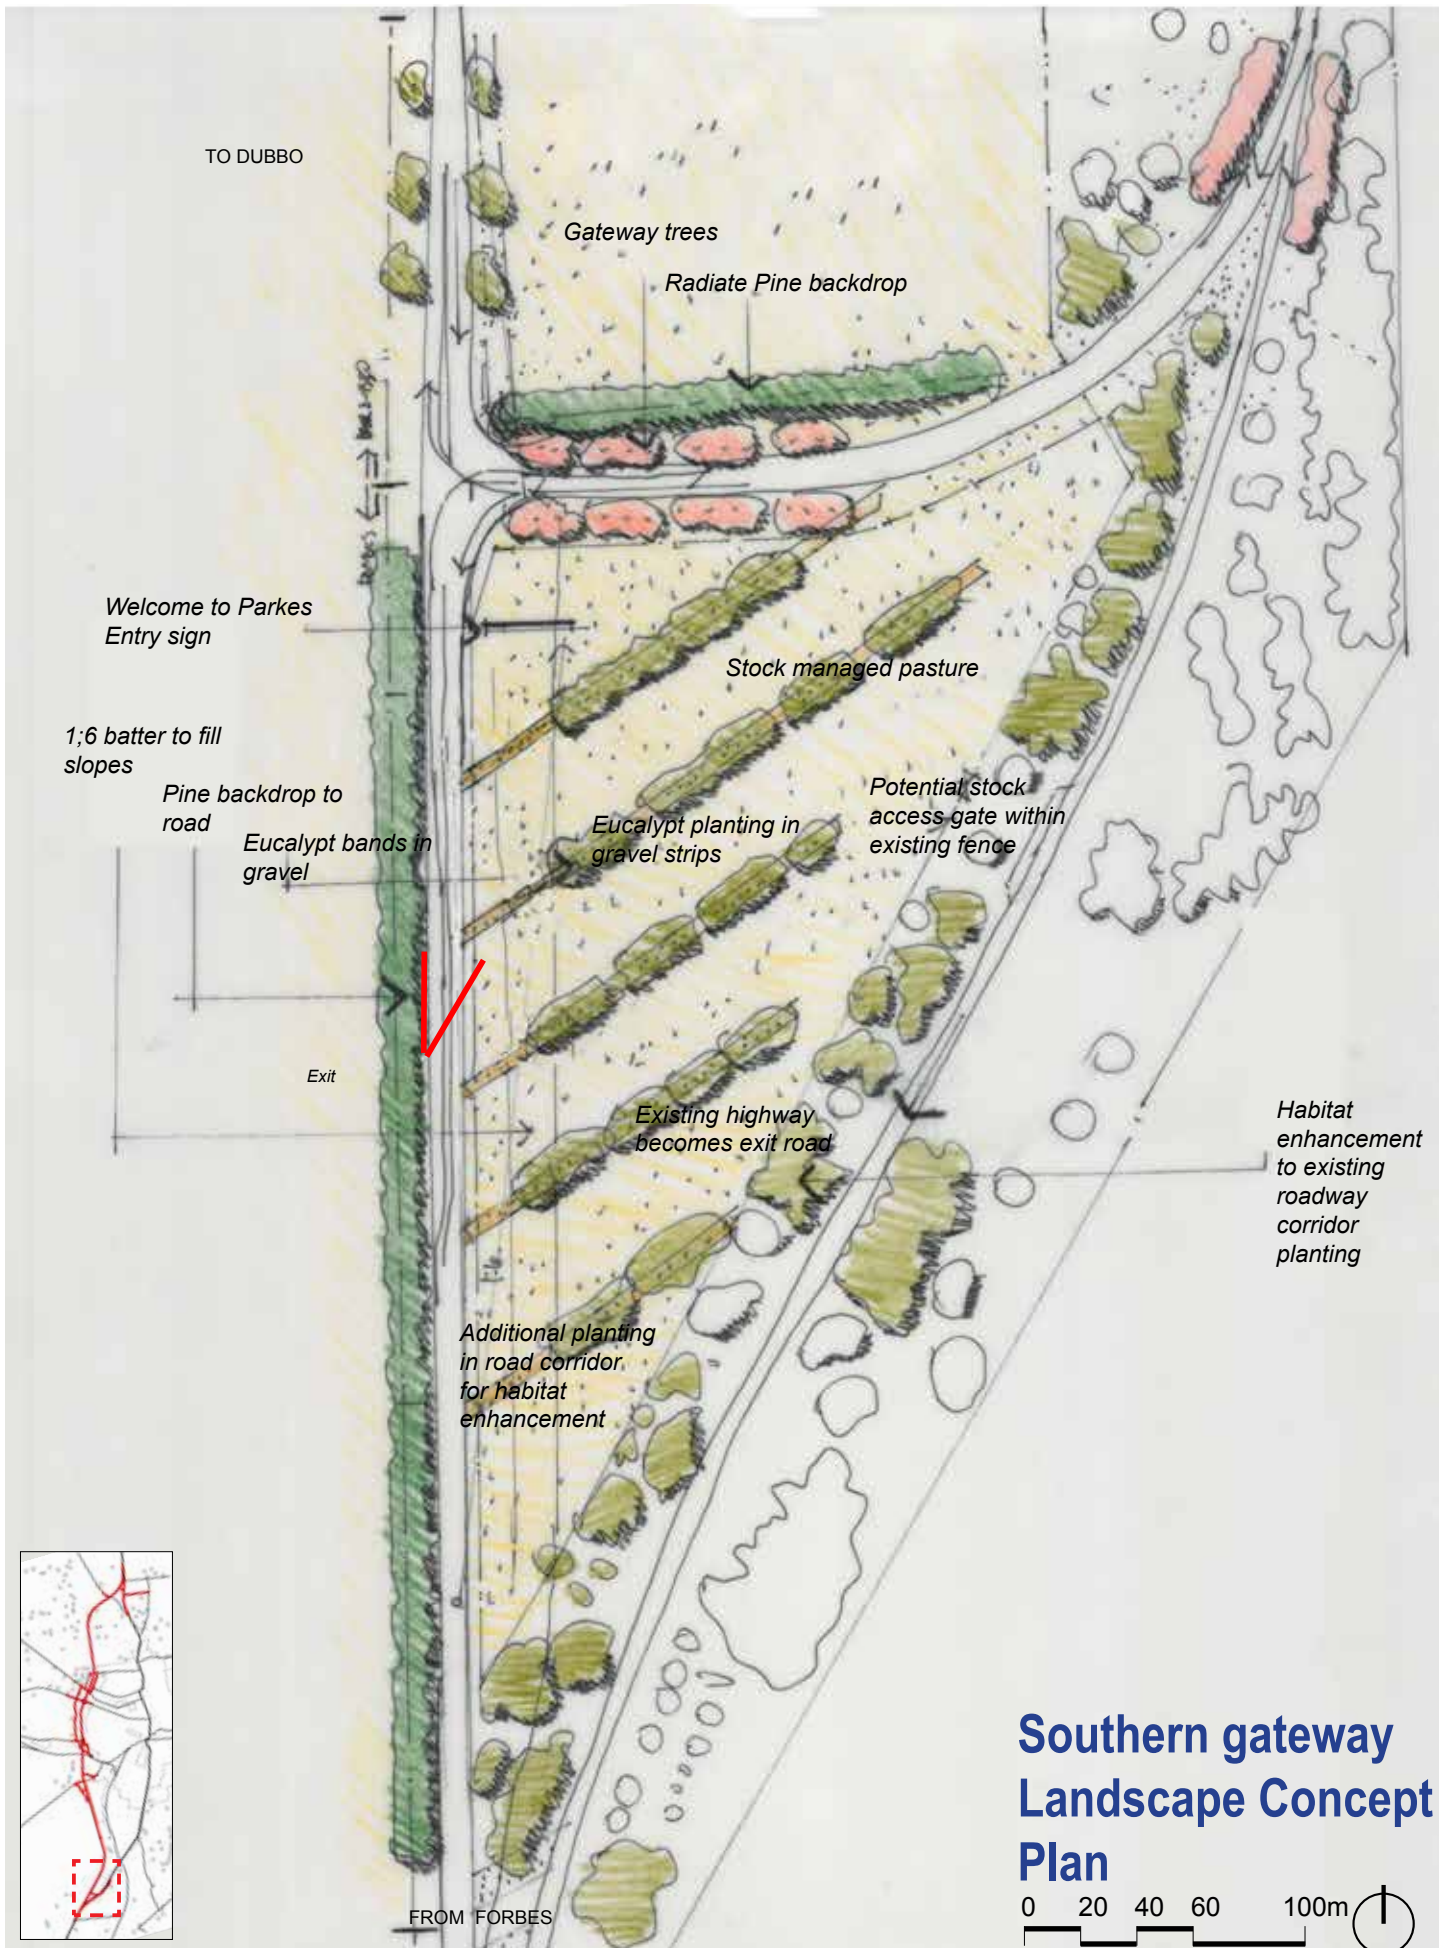 TO DUBBO
Gateway trees
Radiate Pine backdrop
Welcome to Parkes
Entry sign
Stock managed pasture
1;6 batter to fill
slopes
Pine backdrop to
road
Eucalypt bands in
gravel
Eucalypt planting in
gravel strips
Potential stock
access gate within
existing fence
Exit
Existing highway
becomes exit road
Habitat
enhancement
to existing
roadway
corridor
planting
1:6
Additional planting
in road corridor
for habitat
enhancement
FROM FORBES
Southern gateway
Landscape Concept
Plan
0 20 40 60 100m